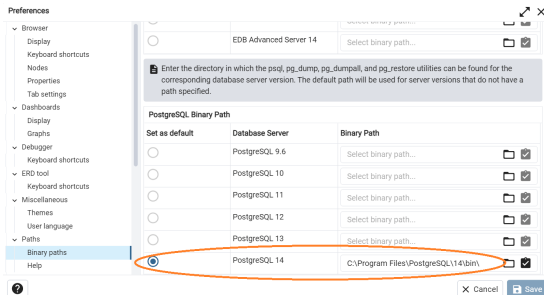 Preferences
Browser
Display
Keyboard shortcuts
Nodes
Properties
Tab settings
Dashboards
Display
Graphs
Debugger
Keyboard shortcuts
ERD tool
Keyboard shortcuts
Miscellaneous
Themes
User language
Paths
Binary paths
Help
EDB Advanced Server 14 Select binary path...
Enter the directory in which the psql, pg_dump, pg_dumpall, and pg_restore utilities can be found for the
corresponding database server version. The default path will be used for server versions that do not have a
path specified.
PostgreSQL Binary Path
Set as default Database Server Binary Path
PostgreSQL 9.6 Select binary path...
PostgreSQL 10 Select binary path...
PostgreSQL 11 Select binary path...
PostgreSQL 12 Select binary path...
PostgreSQL 13 Select binary path...
PostgreSQL 14 C:\Program Files\PostgreSQL\14\bin\
? × Cancel Save